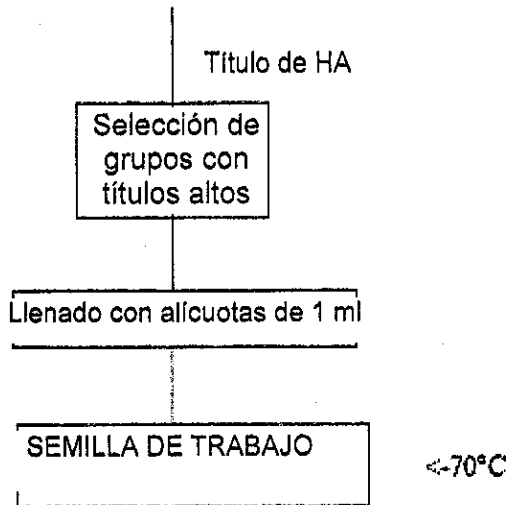 Título de HA
Selección de
grupos con
títulos altos
Llenado con alícuotas de 1 ml
SEMILLA DE TRABAJO
<-70°C